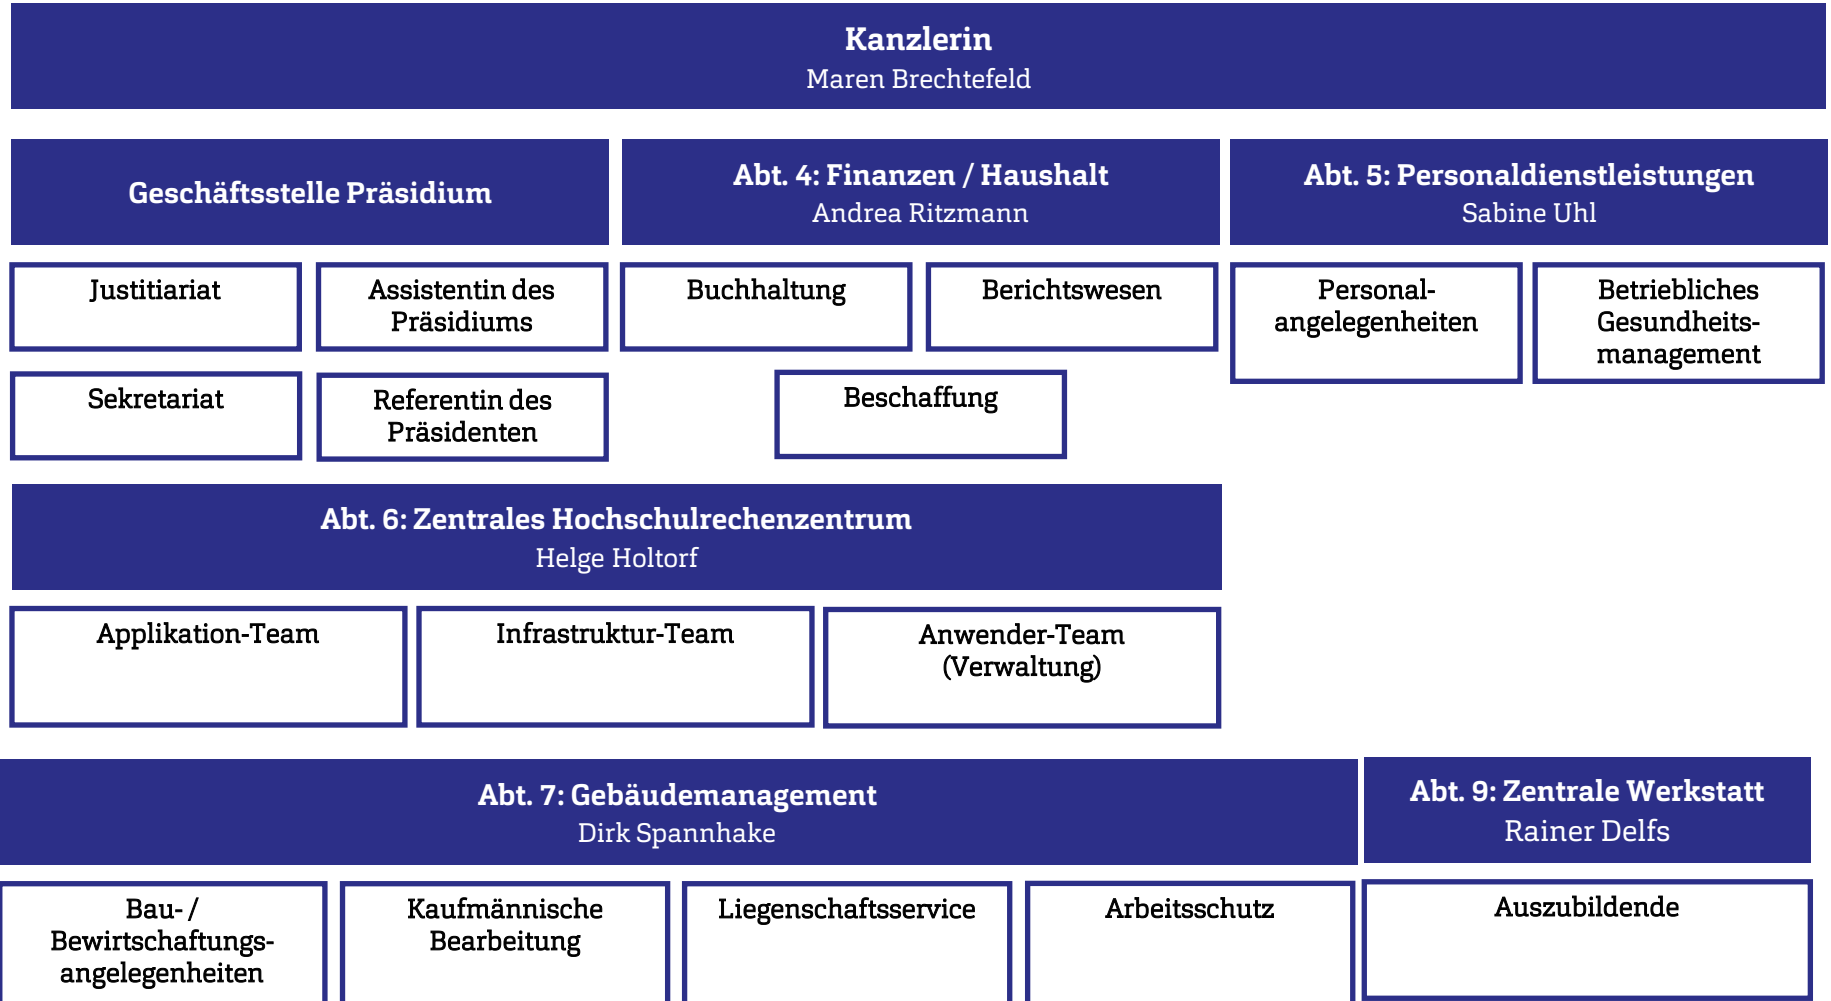 Kanzlerin
Maren Brechtefeld
Geschäftsstelle Präsidium
Abt. 4: Finanzen / Haushalt
Andrea Ritzmann
Abt. 5: Personaldienstleistungen
Sabine Uhl
Justitiariat
Assistentin des
Präsidiums
Buchhaltung
Berichtswesen
Personal-
angelegenheiten
Betriebliches
Gesundheits-
management
Sekretariat
Referentin des
Präsidenten
Beschaffung
Abt. 6: Zentrales Hochschulrechenzentrum
Helge Holtorf
Applikation-Team
Infrastruktur-Team
Anwender-Team
(Verwaltung)
Abt. 7: Gebäudemanagement
Dirk Spannhake
Abt. 9: Zentrale Werkstatt
Rainer Delfs
Bau- /
Bewirtschaftungs-
angelegenheiten
Kaufmännische
Bearbeitung
Liegenschaftsservice
Arbeitsschutz
Auszubildende